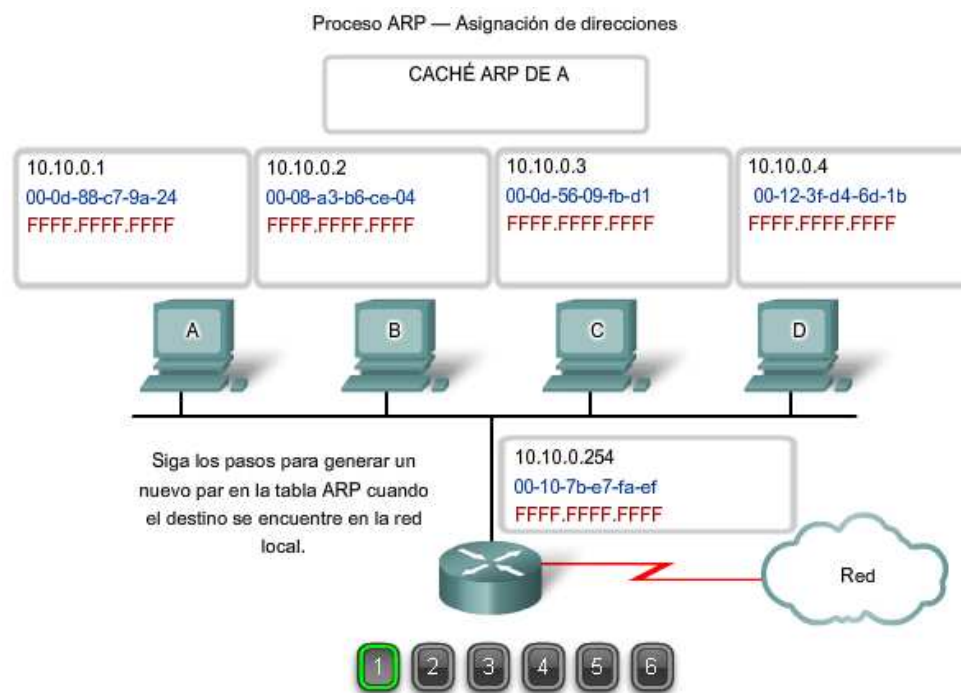 Proceso ARP — Asignación de direcciones
CACHÉ ARP DE A
10.10.0.1
00-0d-88-c7-9a-24
FFFF.FFFF.FFFF
10.10.0.2
00-08-a3-b6-ce-04
FFFF.FFFF.FFFF
10.10.0.3
00-0d-56-09-fb-d1
FFFF.FFFF.FFFF
10.10.0.4
00-12-3f-d4-6d-1b
FFFF.FFFF.FFFF
A
B
C
D
Siga los pasos para generar un
nuevo par en la tabla ARP cuando
el destino se encuentre en la red
local.
10.10.0.254
00-10-7b-e7-fa-ef
FFFF.FFFF.FFFF
Red
1 2 3 4 5 6